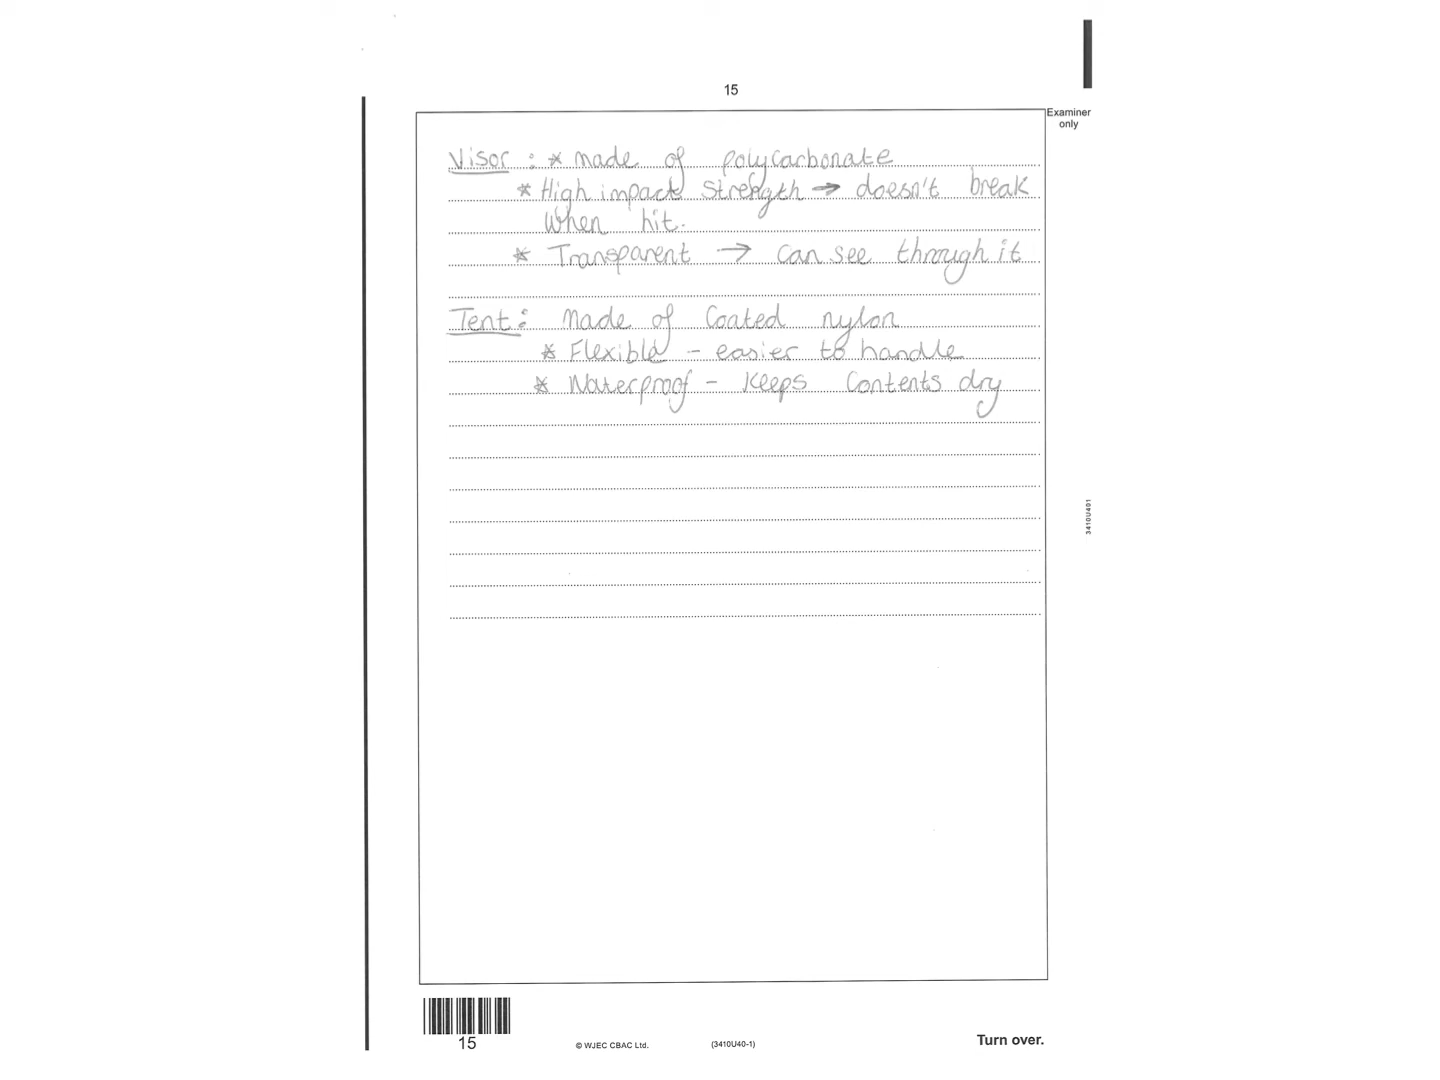 15
Examiner
only
Visor : * made of polycarbonate
* High impact strength → doesn't break
When hit.
* Transparent → Can see through it
Tent : Made of Coated nylon
* Flexible - easier to handle
* Waterproof - Keeps Contents dry
3410U401
15
© WJEC CBAC Ltd.
(3410U40-1)
Turn over.